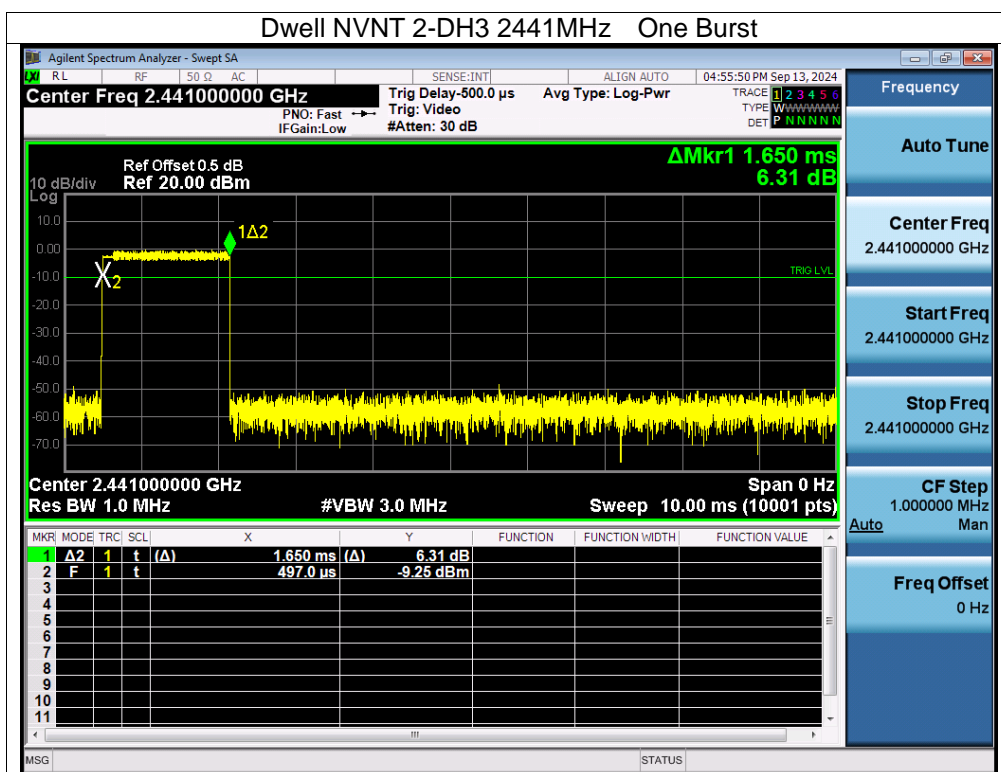 Dwell NVNT 2-DH3 2441MHz One Burst
Agilent Spectrum Analyzer - Swept SA
LXI RL RF 50 Ω AC SENSE:INT ALIGN AUTO 04:55:50 PM Sep 13, 2024
Center Freq 2.441000000 GHz
PNO: Fast
IFGain:Low
Trig Delay-500.0 µs
Trig: Video
#Atten: 30 dB
Avg Type: Log-Pwr
TRACE 1 2 3 4 5 6
TYPE WWWWWW
DET P N N N N N
ΔMkr1 1.650 ms
6.31 dB
Ref Offset 0.5 dB
10 dB/div Ref 20.00 dBm
Log
10.0
0.00
-10.0
-20.0
-30.0
-40.0
-50.0
-60.0
-70.0
1Δ2
2
TRIG LVL
Center 2.441000000 GHz Span 0 Hz
Res BW 1.0 MHz #VBW 3.0 MHz Sweep 10.00 ms (10001 pts)
MKR MODE TRC SCL X Y FUNCTION FUNCTION WIDTH FUNCTION VALUE
1 Δ2 1 t (Δ) 1.650 ms (Δ) 6.31 dB
2 F 1 t 497.0 µs -9.25 dBm
3
4
5
6
7
8
9
10
11
MSG STATUS
Frequency
Auto Tune
Center Freq
2.441000000 GHz
Start Freq
2.441000000 GHz
Stop Freq
2.441000000 GHz
CF Step
1.000000 MHz
Auto Man
Freq Offset
0 Hz